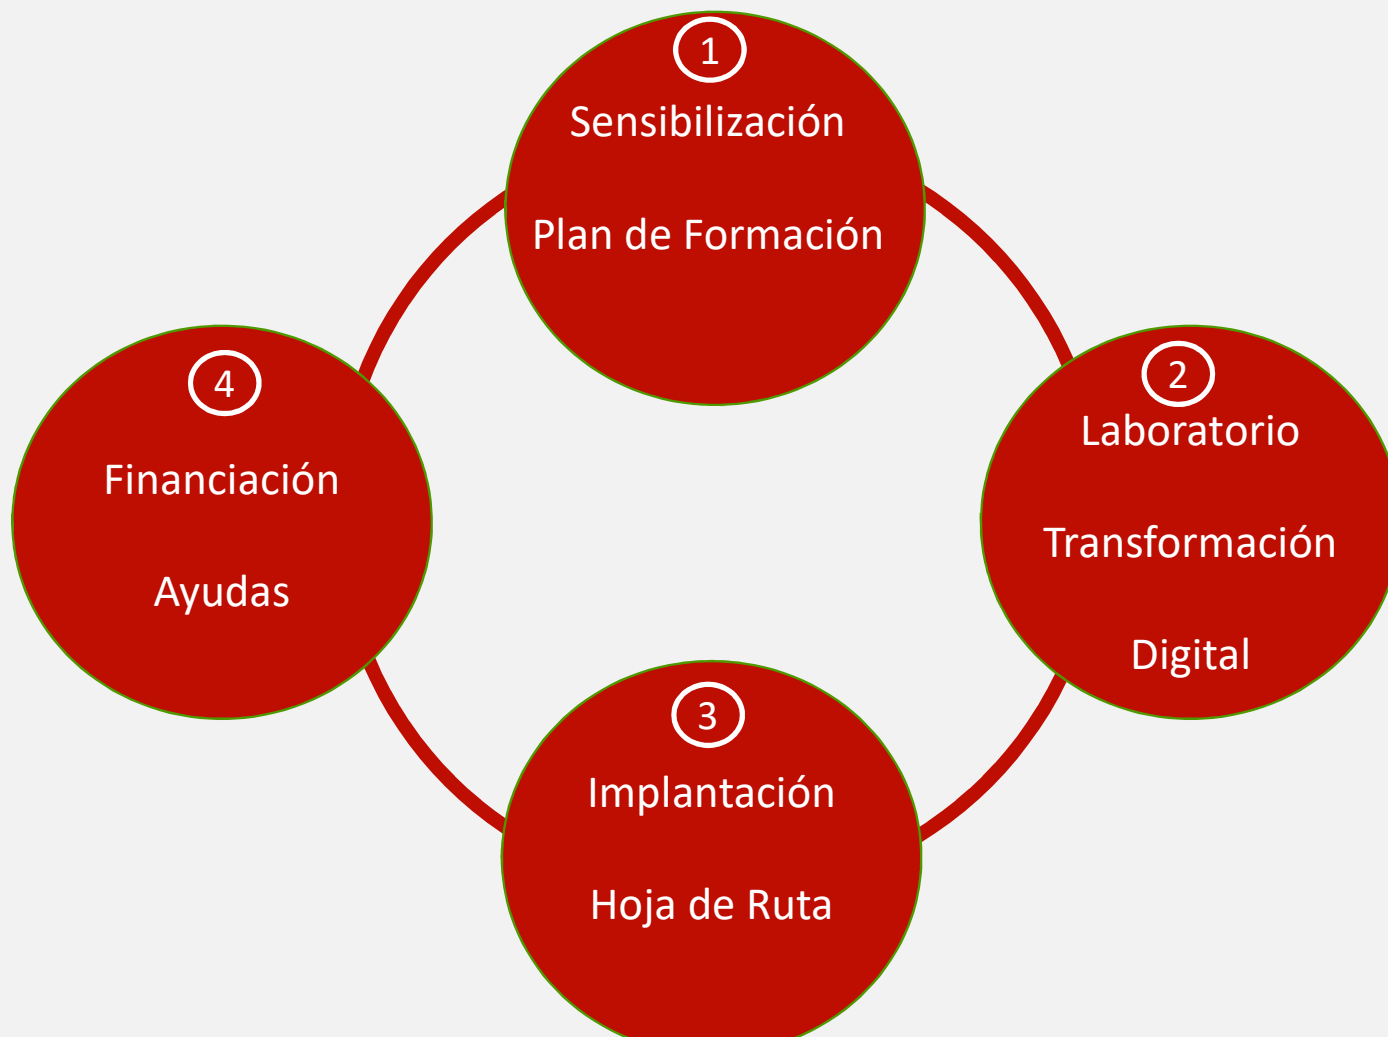 1
Sensibilización
Plan de Formación
2
Laboratorio
Transformación
Digital
3
Implantación
Hoja de Ruta
4
Financiación
Ayudas